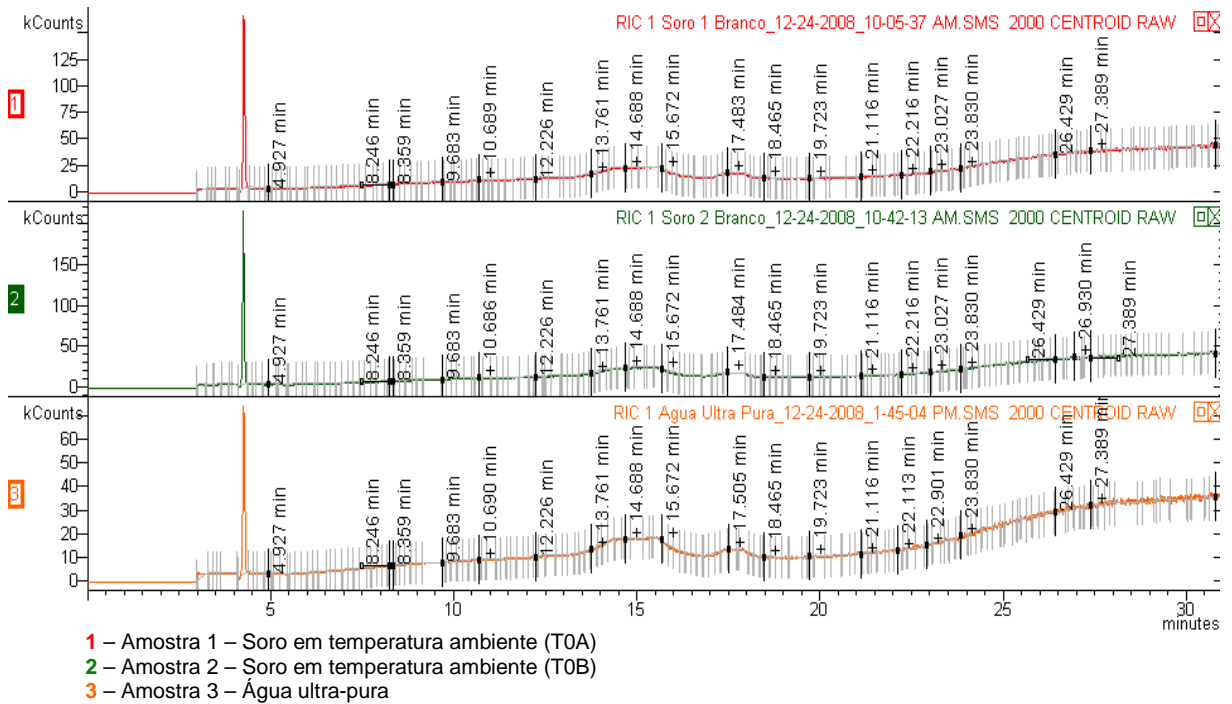 kCounts
RIC 1 Soro 1 Branco_12-24-2008_10-05-37 AM.SMS 2000 CENTROID RAW
125
100
75
50
25
0
1
4.927 min
8.246 min
8.359 min
9.683 min
10.689 min
12.226 min
13.761 min
14.688 min
15.672 min
17.483 min
18.465 min
19.723 min
21.116 min
22.216 min
23.027 min
23.830 min
26.429 min
27.389 min
kCounts
RIC 1 Soro 2 Branco_12-24-2008_10-42-13 AM.SMS 2000 CENTROID RAW
150
100
50
0
2
4.927 min
8.246 min
8.359 min
9.683 min
10.686 min
12.226 min
13.761 min
14.688 min
15.672 min
17.484 min
18.465 min
19.723 min
21.116 min
22.216 min
23.027 min
23.830 min
26.429 min
26.930 min
27.389 min
kCounts
RIC 1 Agua Ultra Pura_12-24-2008_1-45-04 PM.SMS 2000 CENTROID RAW
60
50
40
30
20
10
0
3
4.927 min
8.246 min
8.359 min
9.683 min
10.690 min
12.226 min
13.761 min
14.688 min
15.672 min
17.505 min
18.465 min
19.723 min
21.116 min
22.113 min
22.901 min
23.830 min
26.429 min
27.389 min
5
10
15
20
25
30
minutes
1 – Amostra 1 – Soro em temperatura ambiente (T0A)
2 – Amostra 2 – Soro em temperatura ambiente (T0B)
3 – Amostra 3 – Água ultra-pura